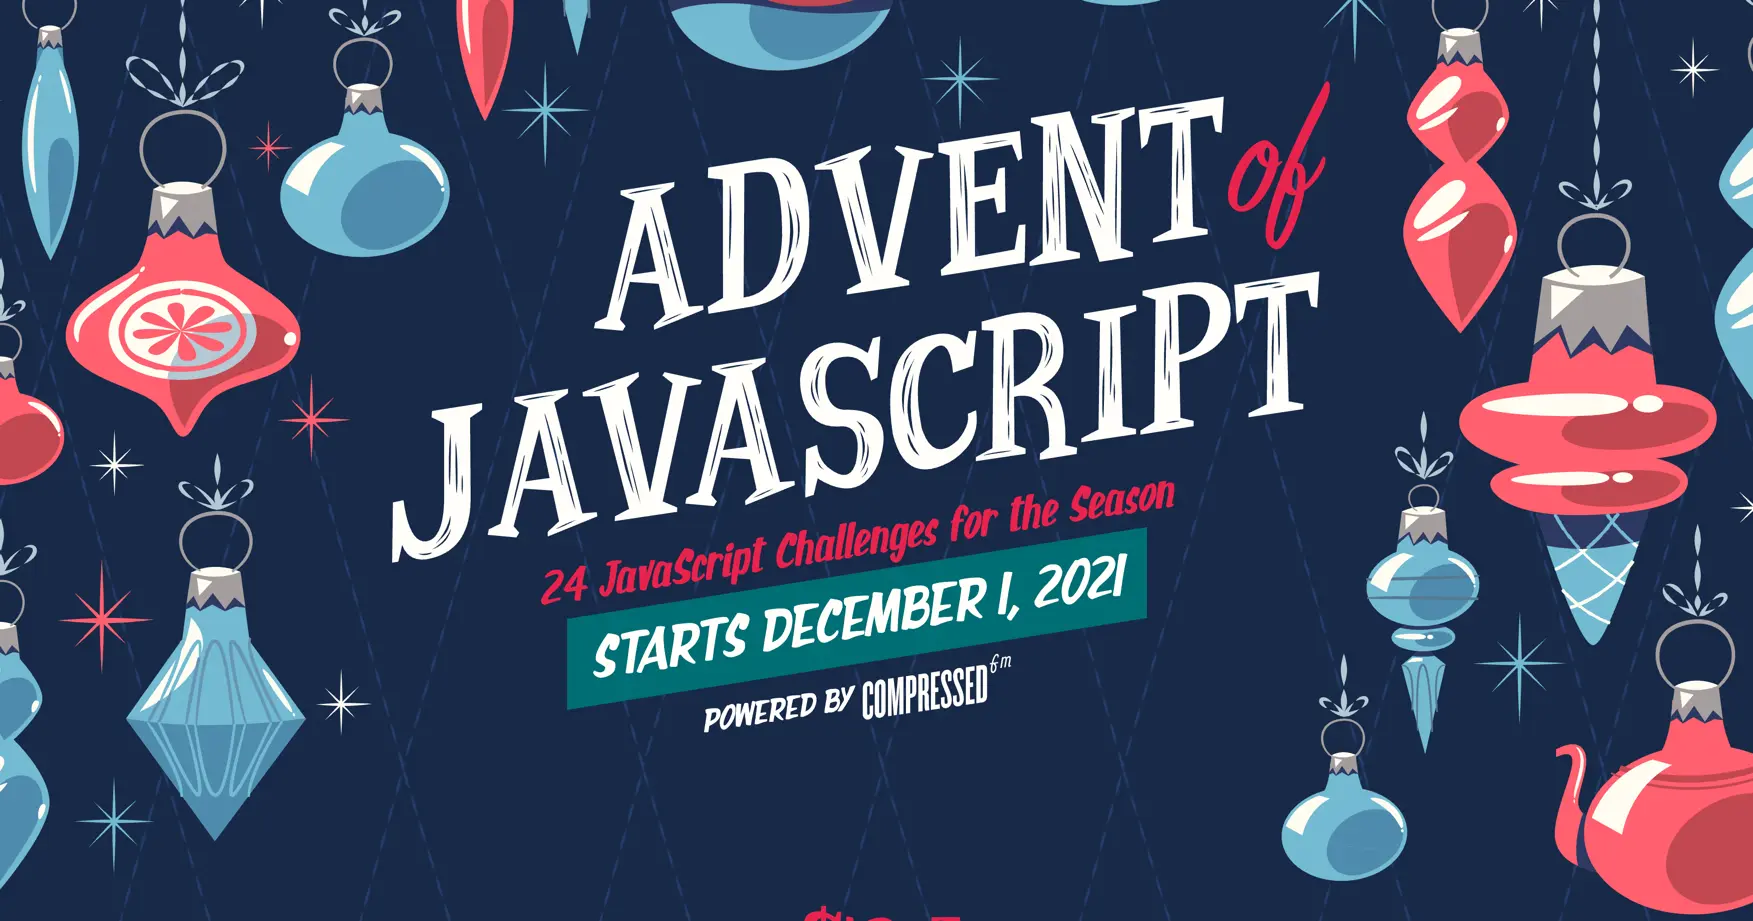 ADVENT of
JAVASCRIPT
24 JavaScript Challenges for the Season
STARTS DECEMBER 1, 2021
POWERED BY COMPRESSED fm